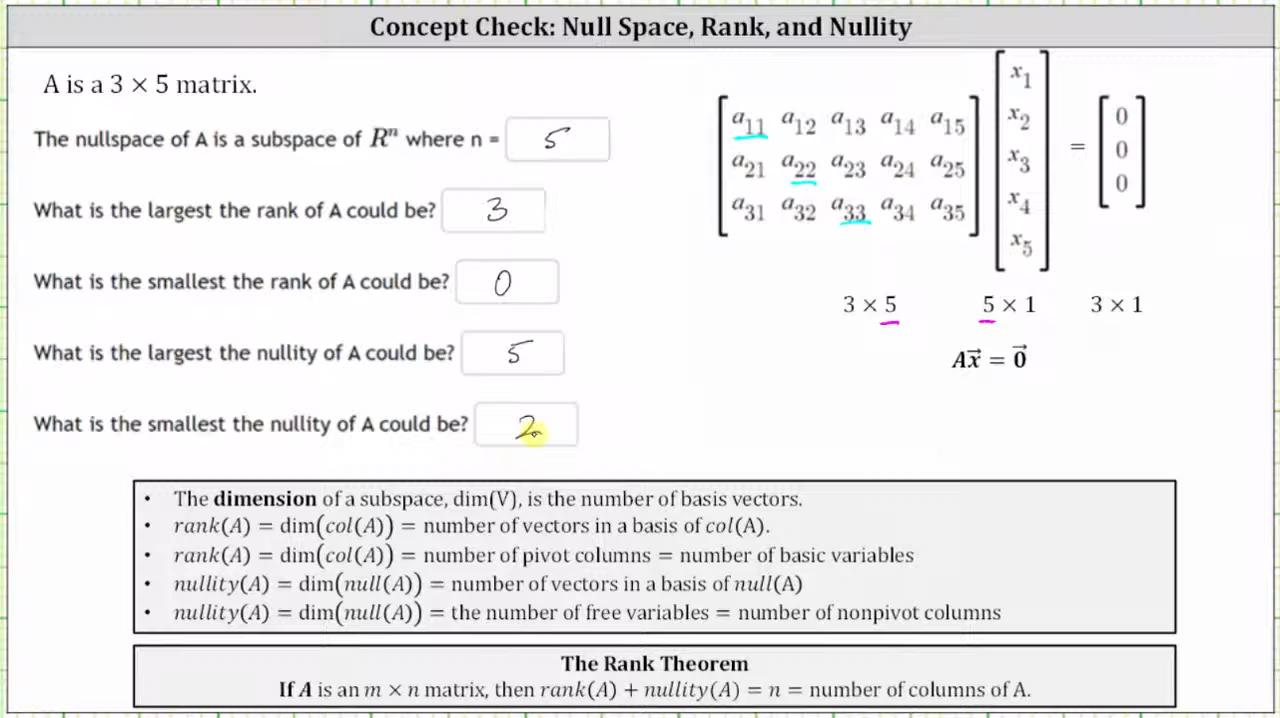 Concept Check: Null Space, Rank, and Nullity
A is a 3 × 5 matrix.
The nullspace of A is a subspace of Rⁿ where n = 5
What is the largest the rank of A could be? 3
What is the smallest the rank of A could be? 0
What is the largest the nullity of A could be? 5
What is the smallest the nullity of A could be? 2
a₁₁ a₁₂ a₁₃ a₁₄ a₁₅
a₂₁ a₂₂ a₂₃ a₂₄ a₂₅
a₃₁ a₃₂ a₃₃ a₃₄ a₃₅
x₁
x₂
x₃
x₄
x₅
=
0
0
0
3 × 5 5 × 1 3 × 1
Ax⃗ = 0⃗
• The dimension of a subspace, dim(V), is the number of basis vectors.
• rank(A) = dim(col(A)) = number of vectors in a basis of col(A).
• rank(A) = dim(col(A)) = number of pivot columns = number of basic variables
• nullity(A) = dim(null(A)) = number of vectors in a basis of null(A)
• nullity(A) = dim(null(A)) = the number of free variables = number of nonpivot columns
The Rank Theorem
If A is an m × n matrix, then rank(A) + nullity(A) = n = number of columns of A.